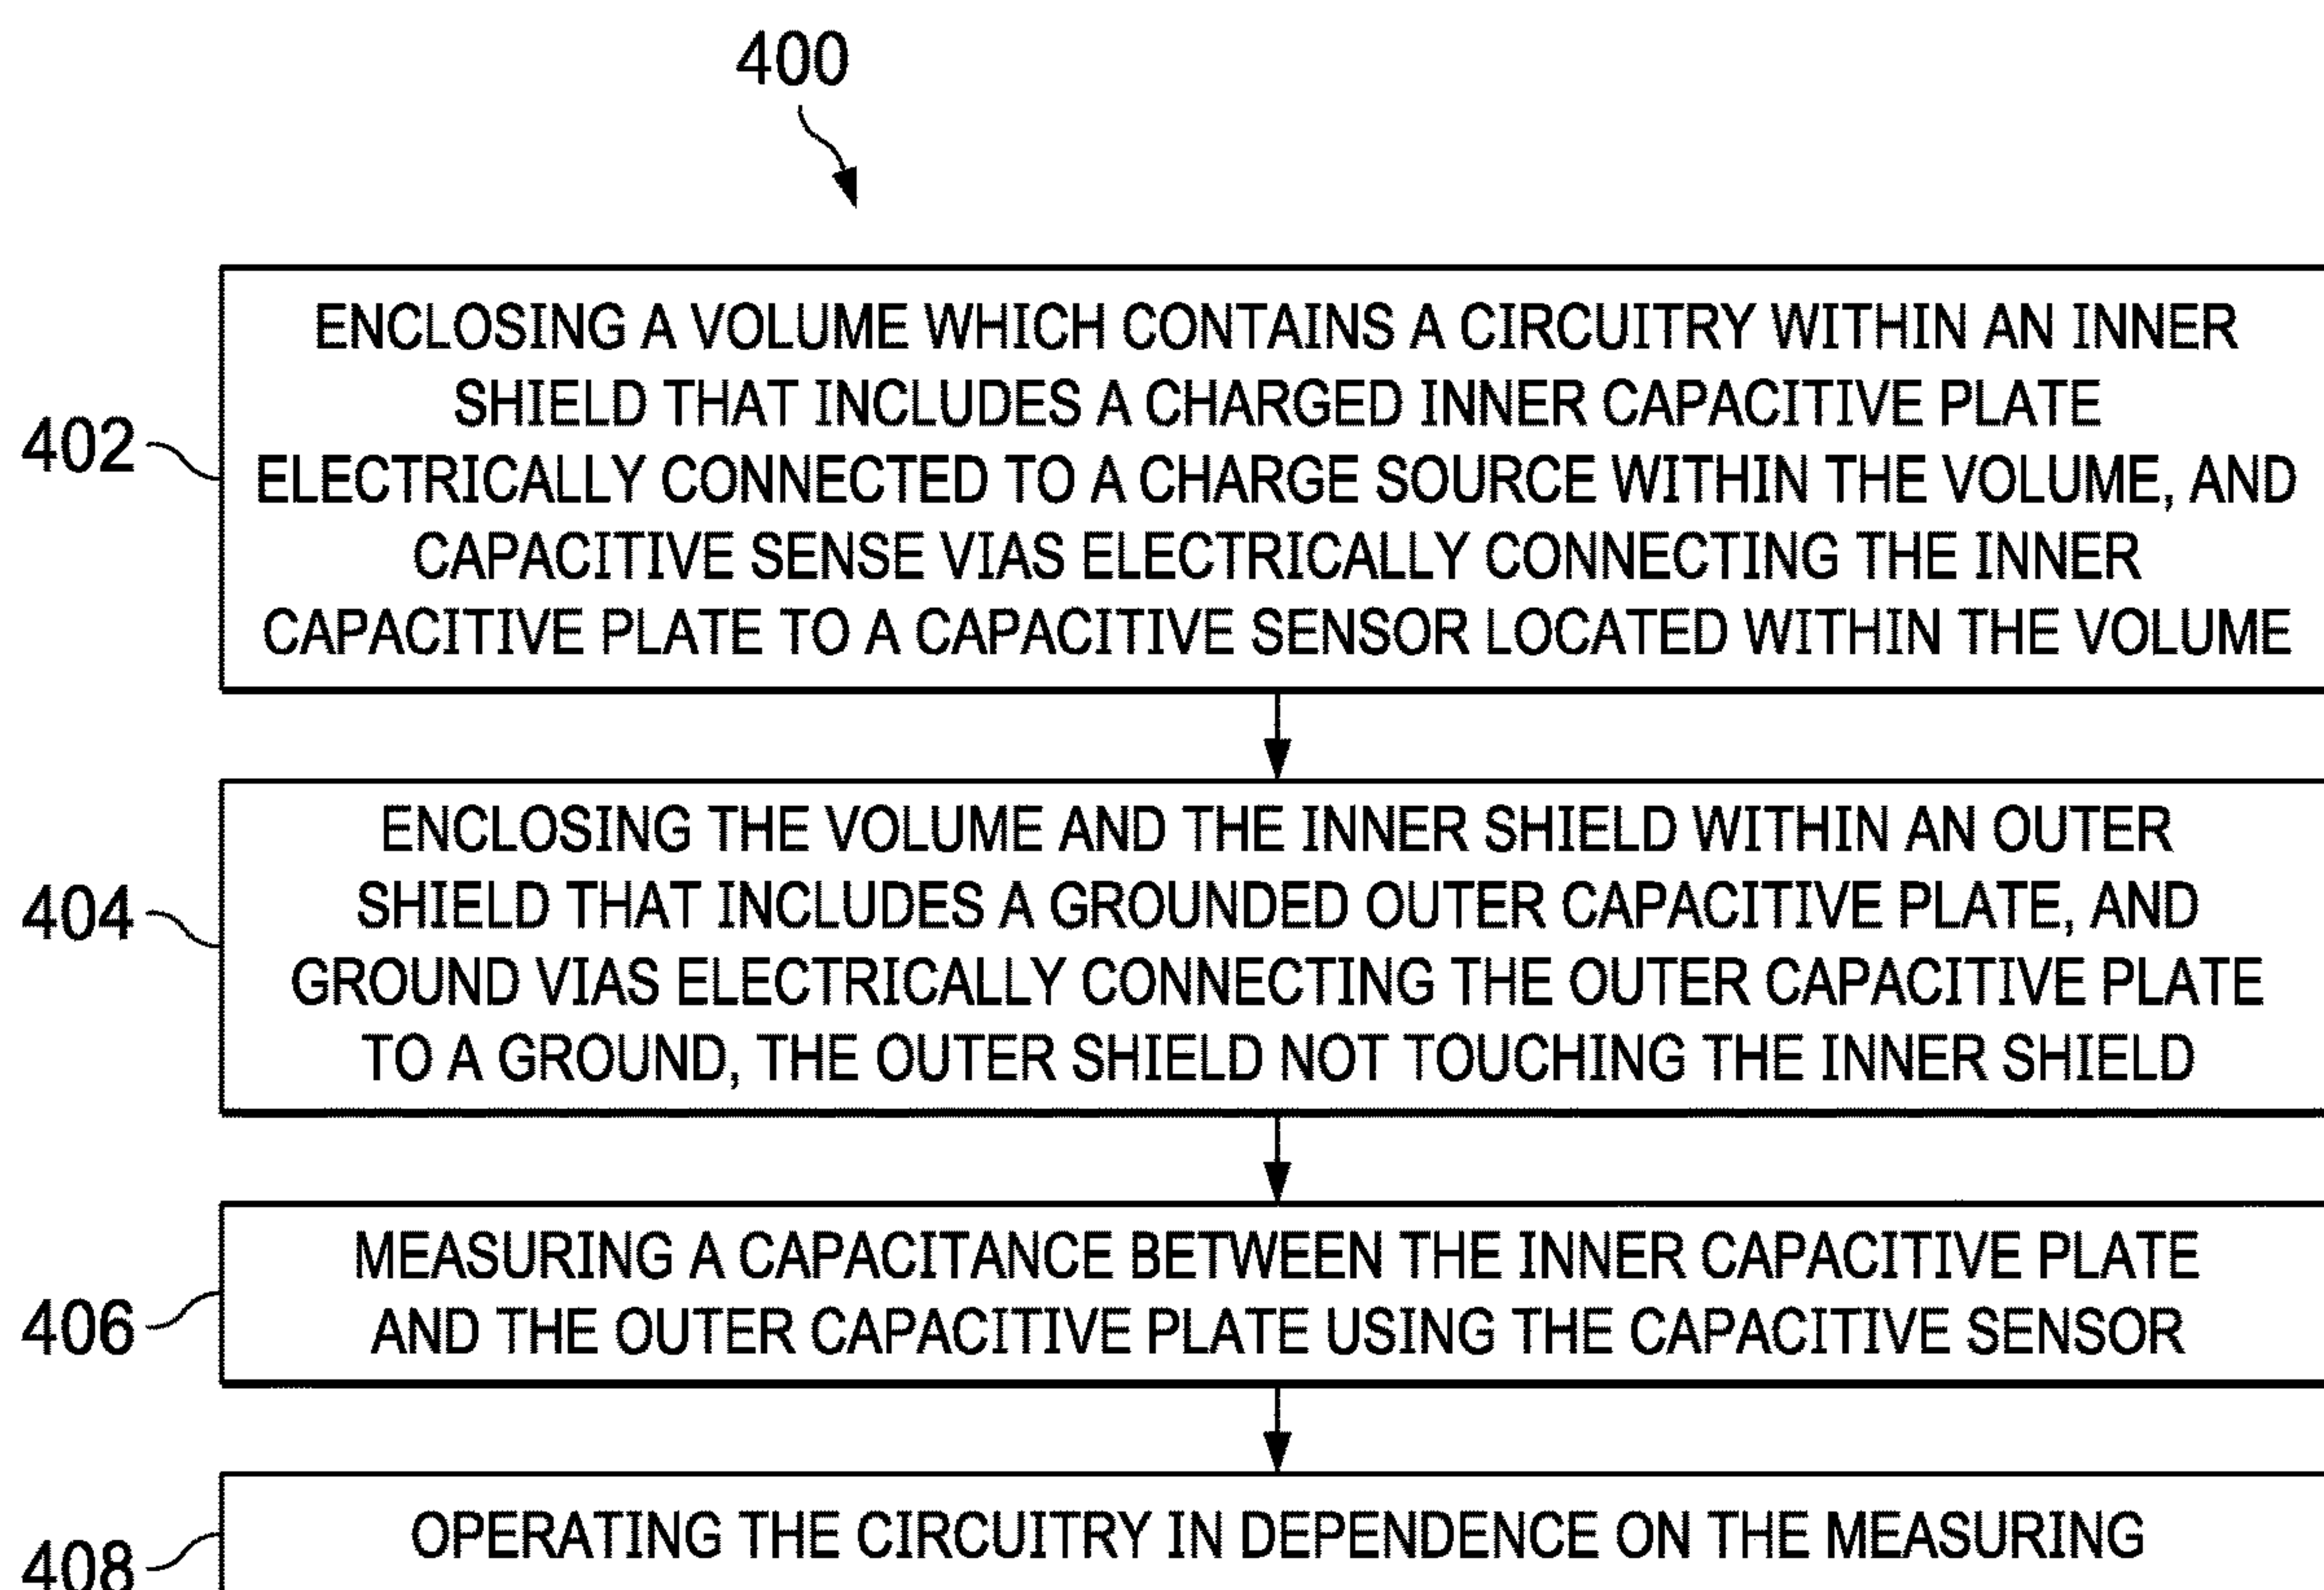 400
402
ENCLOSING A VOLUME WHICH CONTAINS A CIRCUITRY WITHIN AN INNER
SHIELD THAT INCLUDES A CHARGED INNER CAPACITIVE PLATE
ELECTRICALLY CONNECTED TO A CHARGE SOURCE WITHIN THE VOLUME, AND
CAPACITIVE SENSE VIAS ELECTRICALLY CONNECTING THE INNER
CAPACITIVE PLATE TO A CAPACITIVE SENSOR LOCATED WITHIN THE VOLUME
404
ENCLOSING THE VOLUME AND THE INNER SHIELD WITHIN AN OUTER
SHIELD THAT INCLUDES A GROUNDED OUTER CAPACITIVE PLATE, AND
GROUND VIAS ELECTRICALLY CONNECTING THE OUTER CAPACITIVE PLATE
TO A GROUND, THE OUTER SHIELD NOT TOUCHING THE INNER SHIELD
406
MEASURING A CAPACITANCE BETWEEN THE INNER CAPACITIVE PLATE
AND THE OUTER CAPACITIVE PLATE USING THE CAPACITIVE SENSOR
408
OPERATING THE CIRCUITRY IN DEPENDENCE ON THE MEASURING